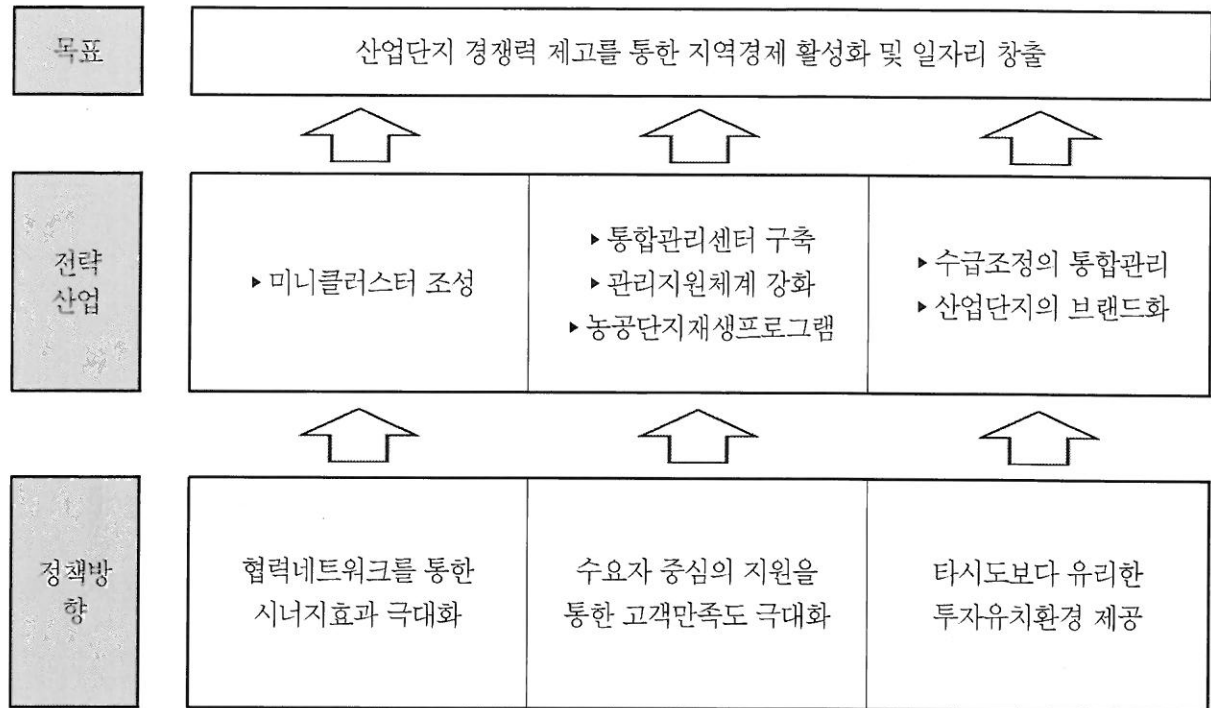 목표
산업단지 경쟁력 제고를 통한 지역경제 활성화 및 일자리 창출
전략
산업
▸미니클러스터 조성
▸통합관리센터 구축
▸관리지원체계 강화
▸농공단지재생프로그램
▸수급조정의 통합관리
▸산업단지의 브랜드화
정책방
향
협력네트워크를 통한
시너지효과 극대화
수요자 중심의 지원을
통한 고객만족도 극대화
타시도보다 유리한
투자유치환경 제공